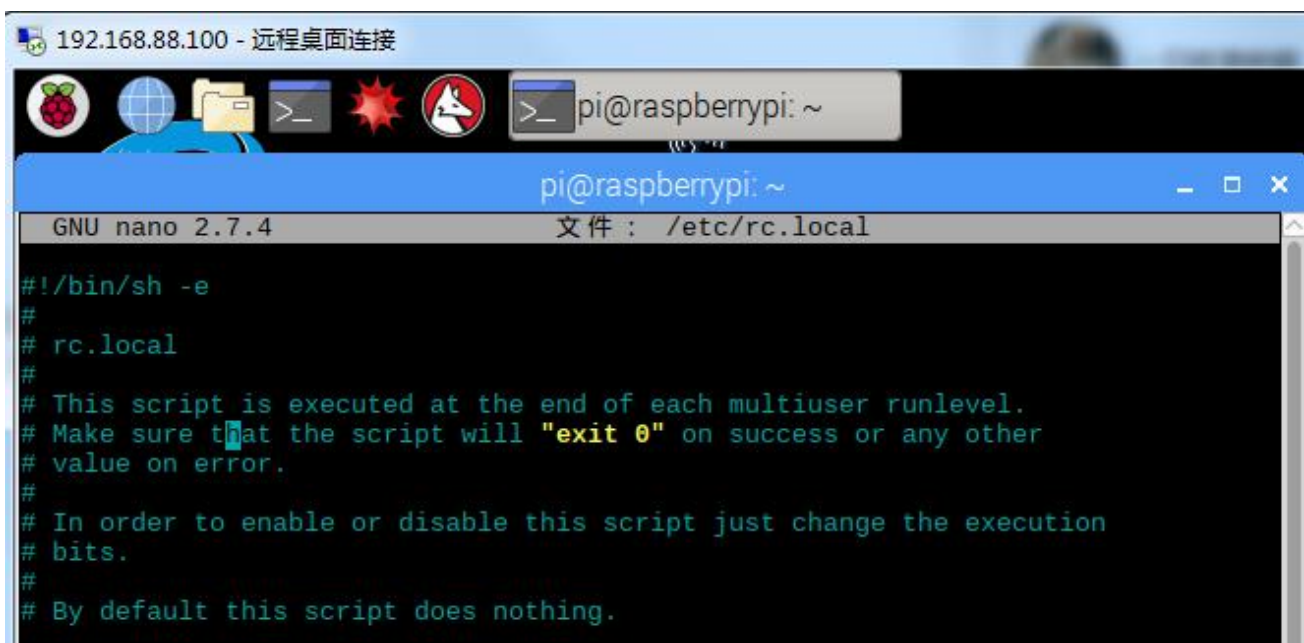 192.168.88.100 - 远程桌面连接
>_ >_ pi@raspberrypi: ~
pi@raspberrypi: ~
GNU nano 2.7.4 文件： /etc/rc.local
#!/bin/sh -e
#
# rc.local
#
# This script is executed at the end of each multiuser runlevel.
# Make sure that the script will "exit 0" on success or any other
# value on error.
#
# In order to enable or disable this script just change the execution
# bits.
#
# By default this script does nothing.